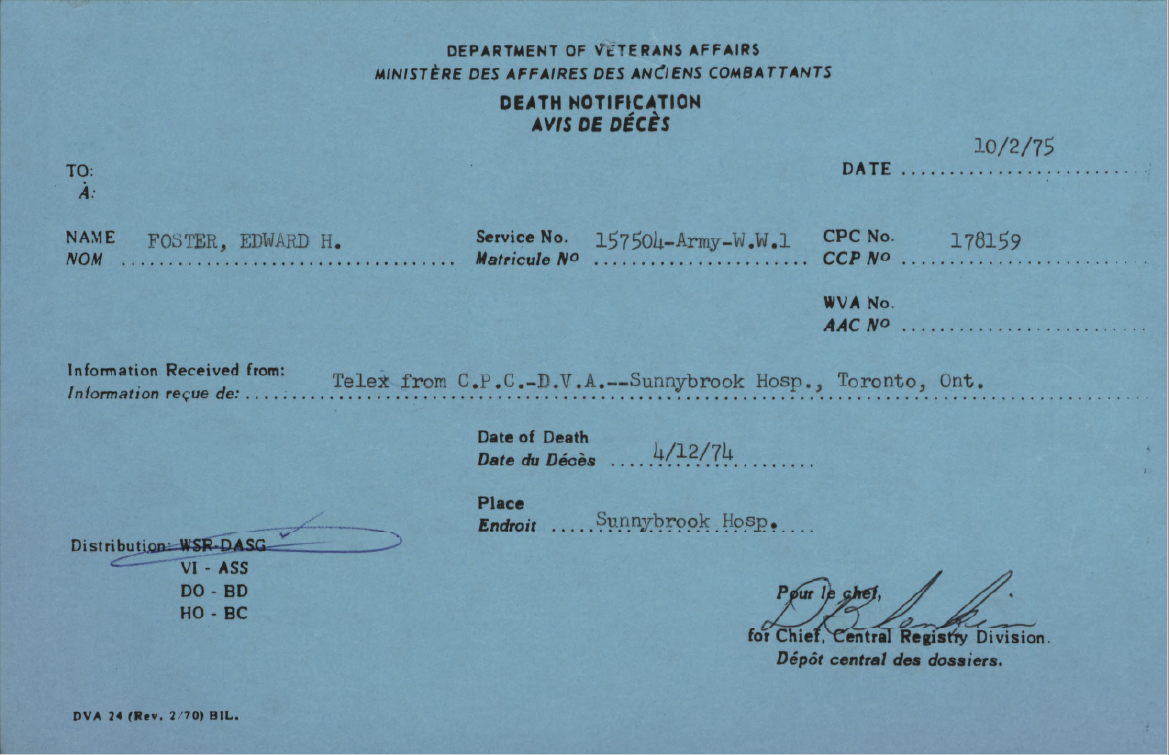 DEPARTMENT OF VETERANS AFFAIRS
MINISTÈRE DES AFFAIRES DES ANCIENS COMBATTANTS
DEATH NOTIFICATION
AVIS DE DÉCÈS
10/2/75
TO:
DATE
À:
NAME FOSTER, EDWARD H. Service No. 157504-Army-W.W.1 CPC No. 178159
NOM Matricule Nº CCP Nº
WVA No.
AAC Nº
Information Received from: Telex from C.P.C.-D.V.A.--Sunnybrook Hosp., Toronto, Ont.
Information reçue de:
Date of Death
Date du Décès 4/12/74
Place
Endroit Sunnybrook Hosp.
Distribution: WSR-DASG
VI - ASS
DO - BD
HO - BC
Pour le chef,
for Chief, Central Registry Division.
Dépôt central des dossiers.
DVA 24 (Rev. 2/70) BIL.